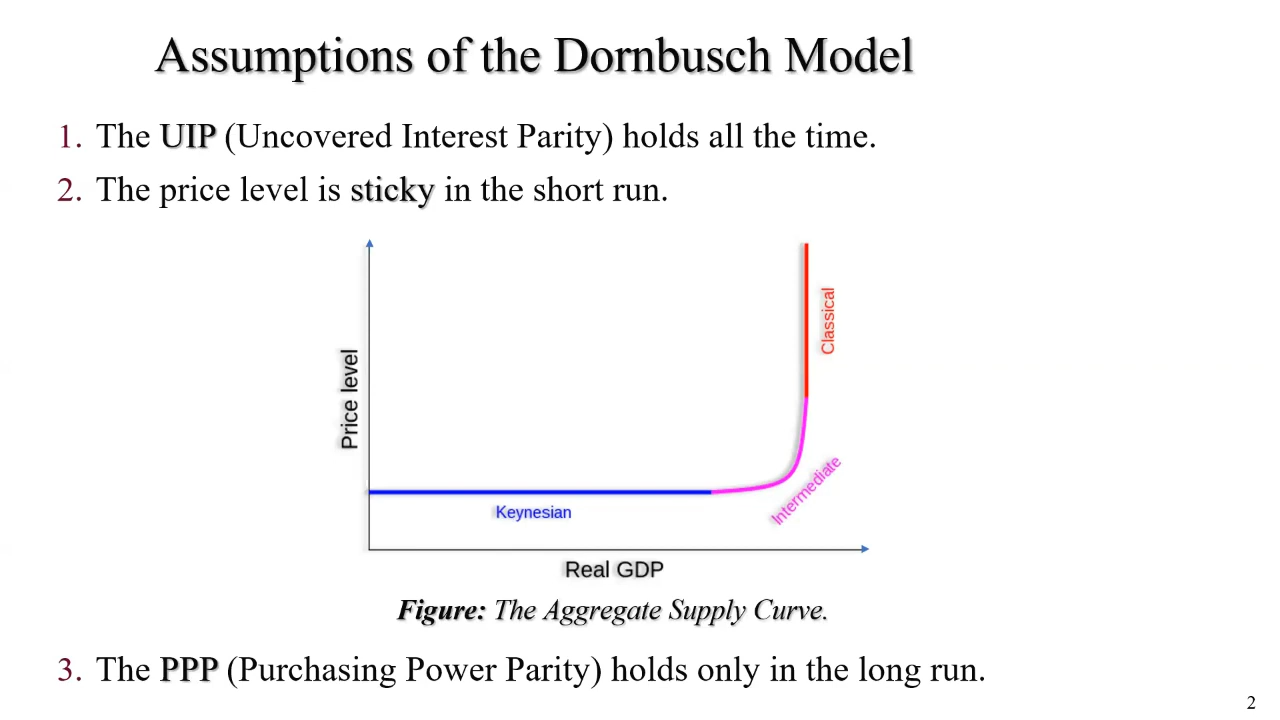 Assumptions of the Dornbusch Model
1. The UIP (Uncovered Interest Parity) holds all the time.
2. The price level is sticky in the short run.
Price level
Classical
Intermediate
Keynesian
Real GDP
Figure: The Aggregate Supply Curve.
3. The PPP (Purchasing Power Parity) holds only in the long run.
2